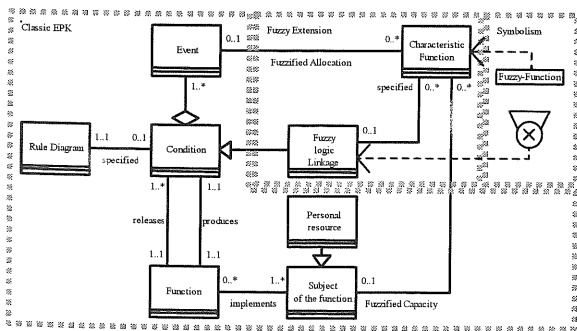 Classic EPK
Fuzzy Extension
Symbolism
Event
0..1
0..*
Fuzzified Allocation
Characteristic
Function
Fuzzy-Function
1..*
specified
0..*
0..*
Rule Diagram
1..1
0..1
specified
Condition
Fuzzy
logic
Linkage
0..1
1..*
1..1
releases
produces
Personal
resource
1..1
1..1
Function
0..*
1..*
implements
Subject
of the function
0..1
Fuzzified Capacity